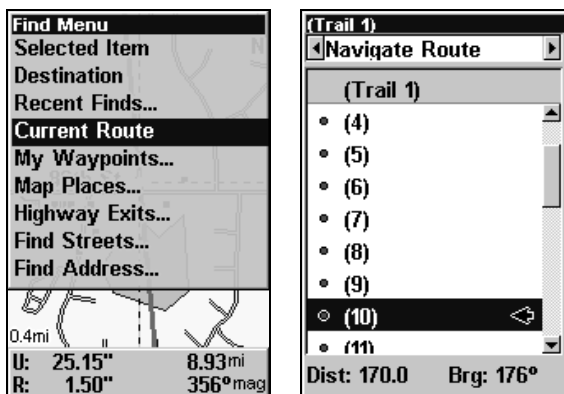 Find Menu
Selected Item
Destination
Recent Finds...
Current Route
My Waypoints...
Map Places...
Highway Exits...
Find Streets...
Find Address...
0.4mi
U: 25.15" 8.93mi
R: 1.50" 356°mag
(Trail 1)
Navigate Route
(Trail 1)
(4)
(5)
(6)
(7)
(8)
(9)
(10)
(11)
Dist: 170.0 Brg: 176°